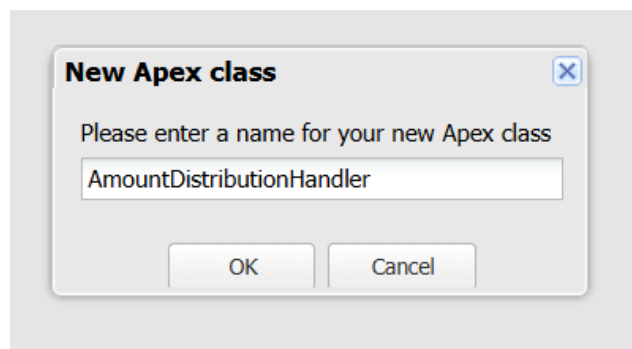 New Apex class
Please enter a name for your new Apex class
AmountDistributionHandler
OK
Cancel